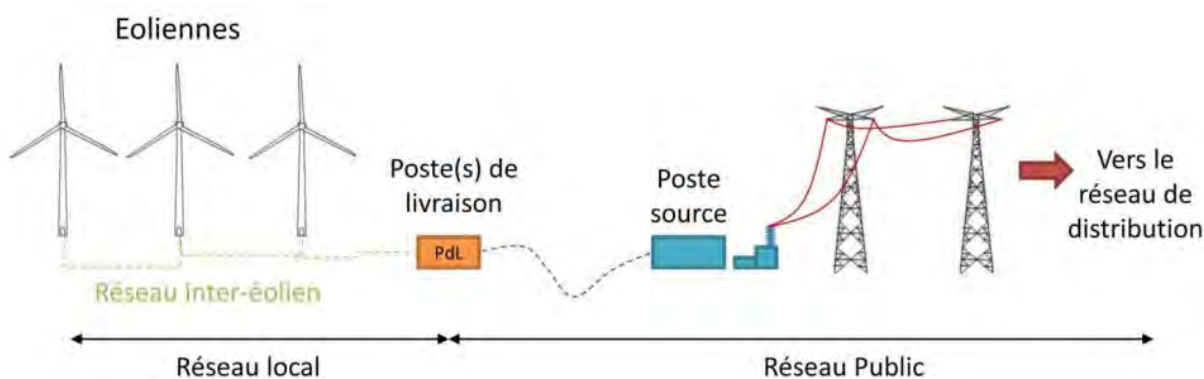 Eoliennes
Poste(s) de
livraison
Poste
source
Vers le
réseau de
distribution
PdL
Réseau inter-éolien
Réseau local
Réseau Public